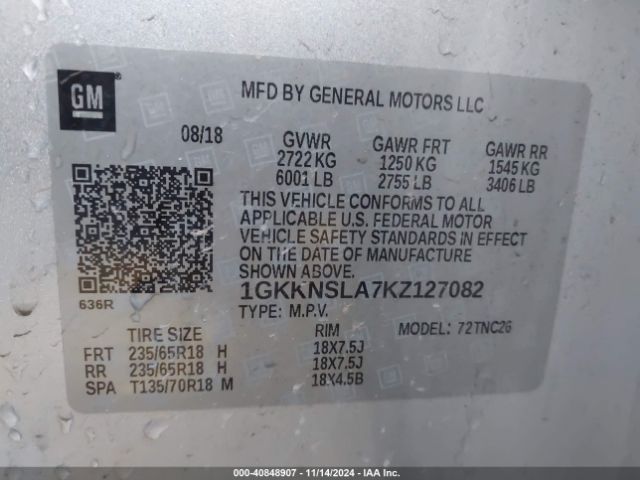 GM
MFD BY GENERAL MOTORS LLC
08/18 GVWR GAWR FRT GAWR RR
2722 KG 1250 KG 1545 KG
6001 LB 2755 LB 3406 LB
THIS VEHICLE CONFORMS TO ALL
APPLICABLE U.S. FEDERAL MOTOR
VEHICLE SAFETY STANDARDS IN EFFECT
ON THE DATE OF MANUFACTURE
SHOWN ABOVE.
636R
1GKKNSLA7KZ127082
TYPE: M.P.V. MODEL: 72TNC26
TIRE SIZE RIM
FRT 235/65R18 H 18X7.5J
RR 235/65R18 H 18X7.5J
SPA T135/70R18 M 18X4.5B
000-40848907 - 11/14/2024 - IAA Inc.